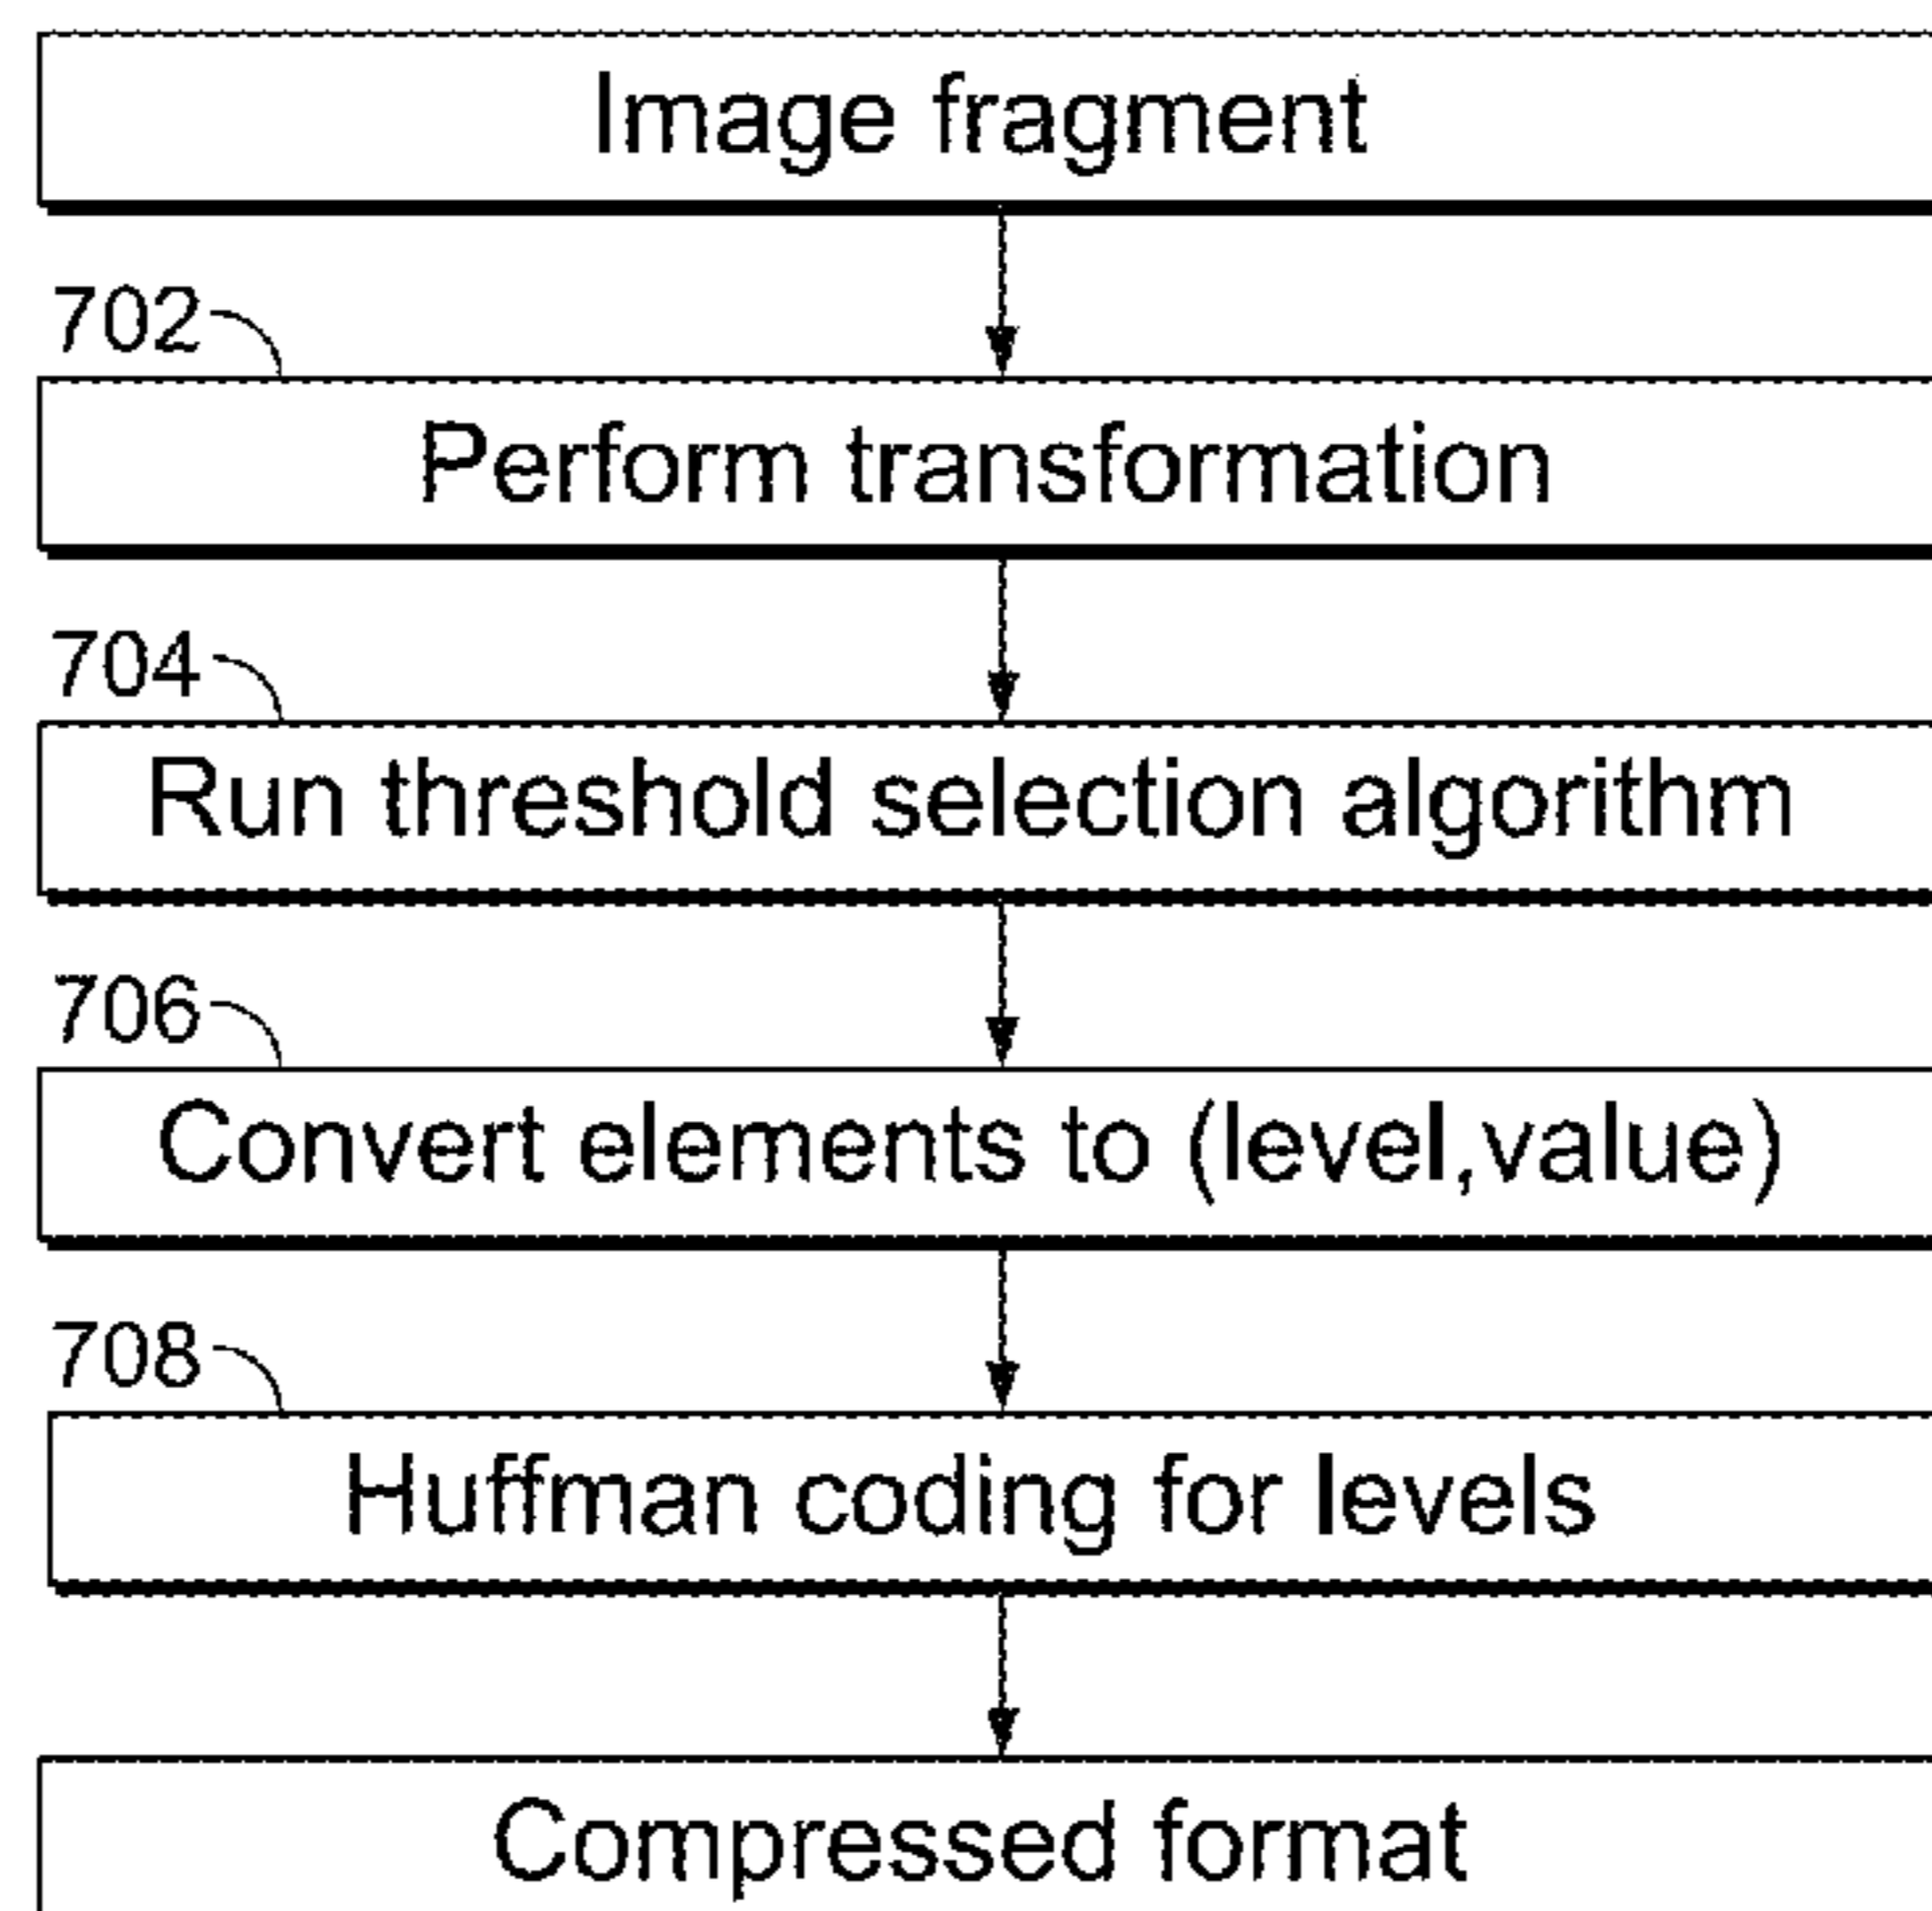 Image fragment
702
Perform transformation
704
Run threshold selection algorithm
706
Convert elements to (level,value)
708
Huffman coding for levels
Compressed format